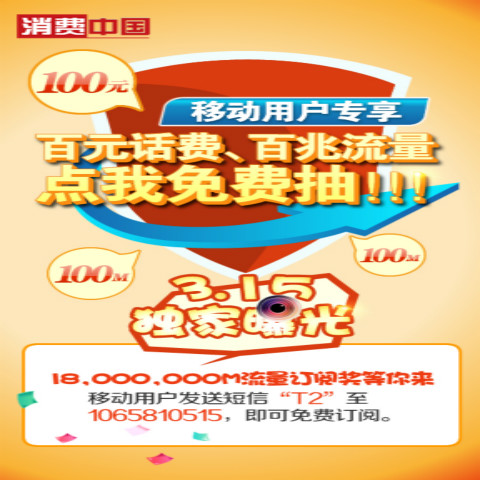 消费中国
100元
移动用户专享
百元话费、百兆流量
点我免费抽!!!
100M
100M
3.15
独家曝光
18,000,000M流量订阅奖等你来
移动用户发送短信“T2”至
1065810515，即可免费订阅。